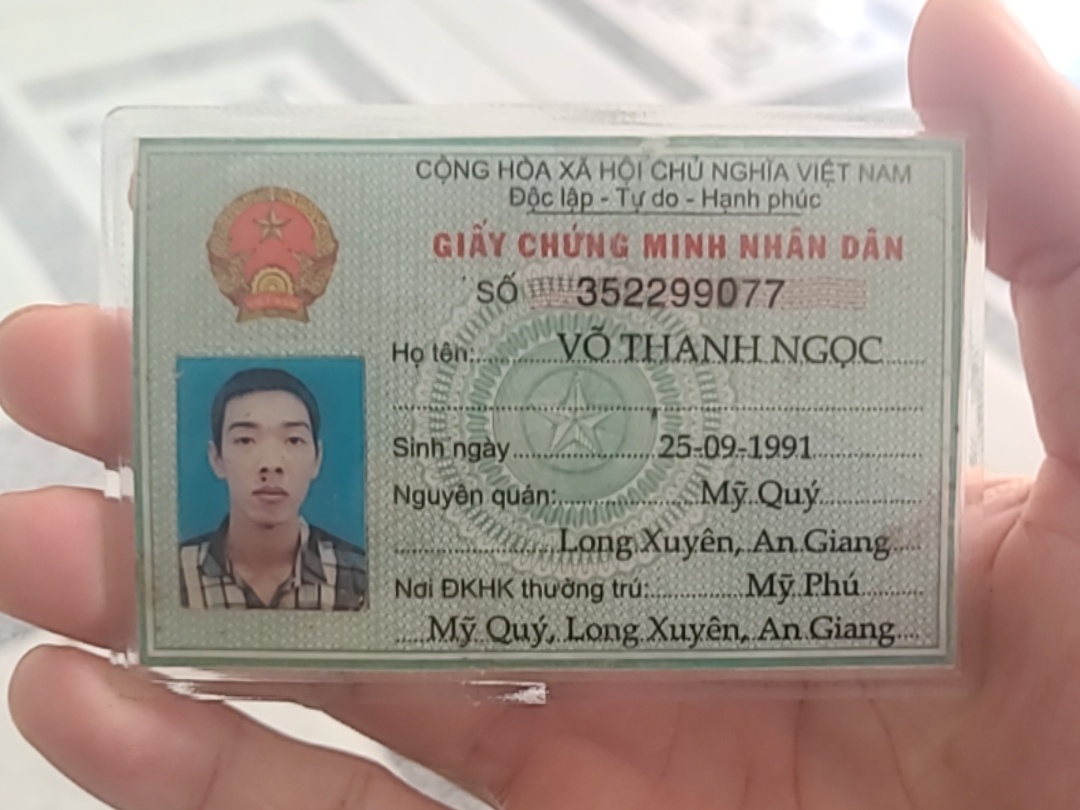 CỘNG HÒA XÃ HỘI CHỦ NGHĨA VIỆT NAM
Độc lập - Tự do - Hạnh phúc
GIẤY CHỨNG MINH NHÂN DÂN
SỐ 352299077
Họ tên: VÕ THANH NGỌC
Sinh ngày 25-09-1991
Nguyên quán: Mỹ Quý
Long Xuyên, An Giang
Nơi ĐKHK thường trú: Mỹ Phú
Mỹ Quý, Long Xuyên, An Giang